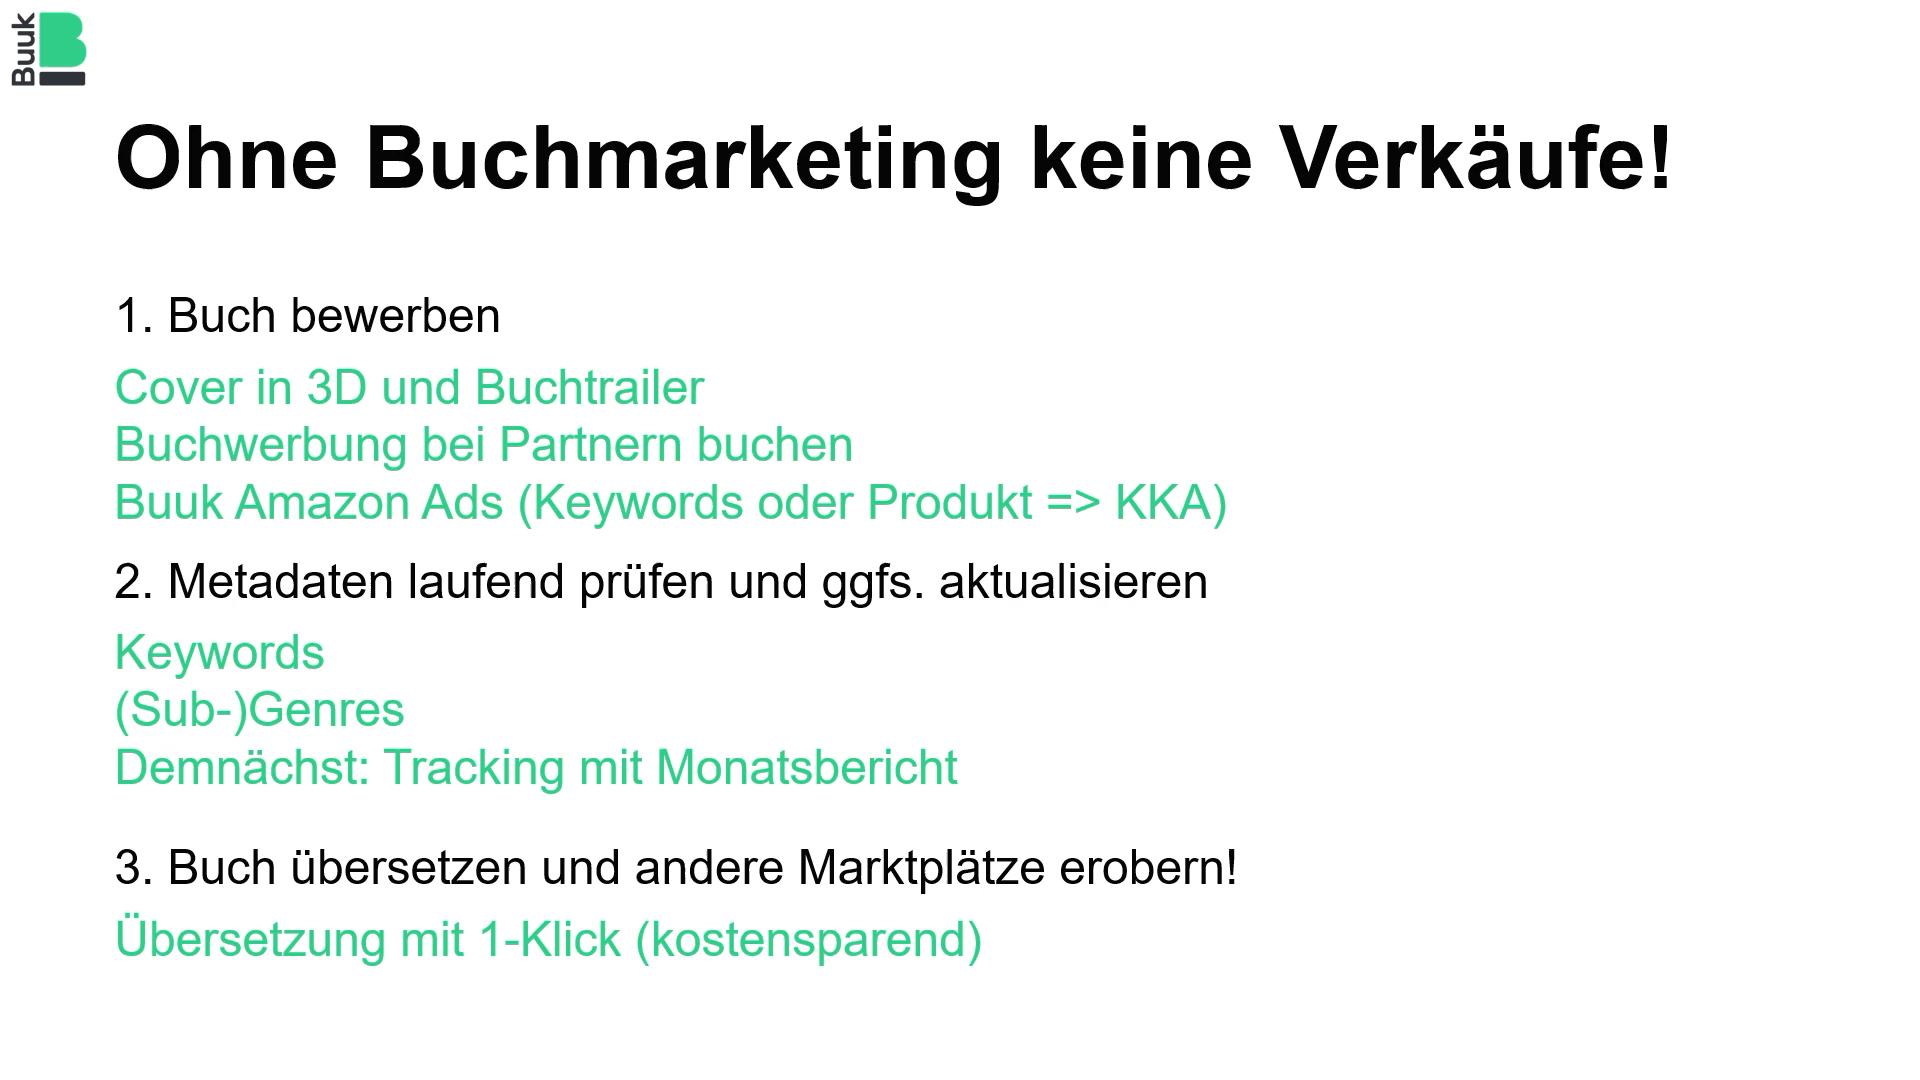 Buuk
Ohne Buchmarketing keine Verkäufe!
1. Buch bewerben
Cover in 3D und Buchtrailer
Buchwerbung bei Partnern buchen
Buuk Amazon Ads (Keywords oder Produkt => KKA)
2. Metadaten laufend prüfen und ggfs. aktualisieren
Keywords
(Sub-)Genres
Demnächst: Tracking mit Monatsbericht
3. Buch übersetzen und andere Marktplätze erobern!
Übersetzung mit 1-Klick (kostensparend)